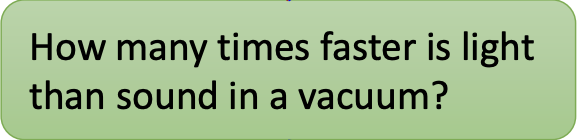 How many times faster is light
than sound in a vacuum?